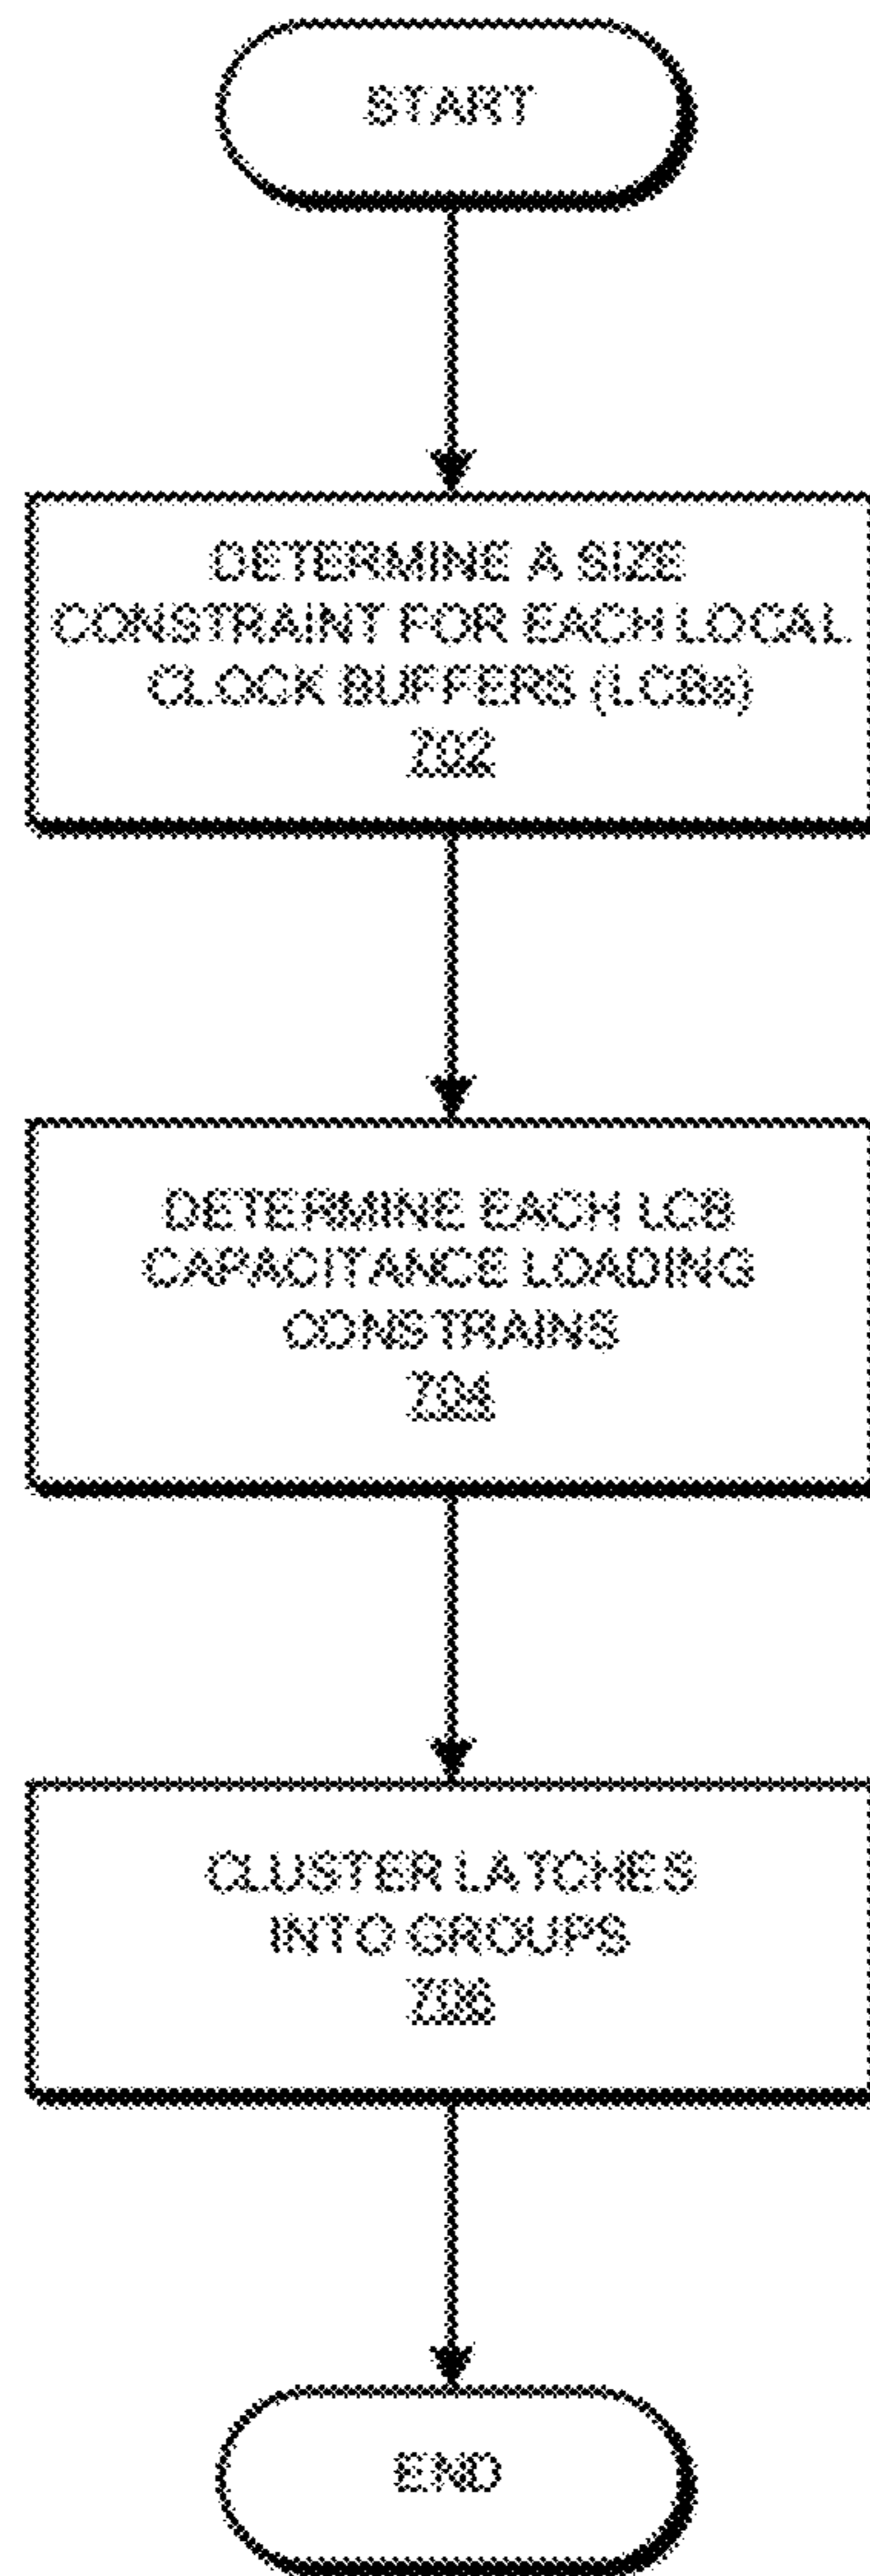 START
DETERMINE A SIZE
CONSTRAINT FOR EACH LOCAL
CLOCK BUFFERS (LCBs)
702
DETERMINE EACH LCB
CAPACITANCE LOADING
CONSTRAINS
704
CLUSTER LATCHES
INTO GROUPS
706
END